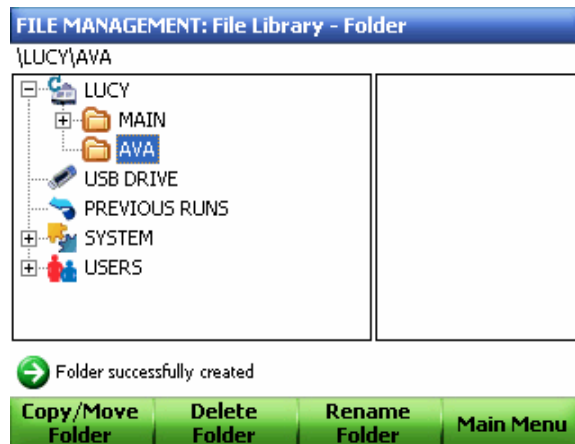 FILE MANAGEMENT: File Library - Folder
\LUCY\AVA
LUCY
MAIN
AVA
USB DRIVE
PREVIOUS RUNS
SYSTEM
USERS
Folder successfully created
Copy/Move Folder
Delete Folder
Rename Folder
Main Menu